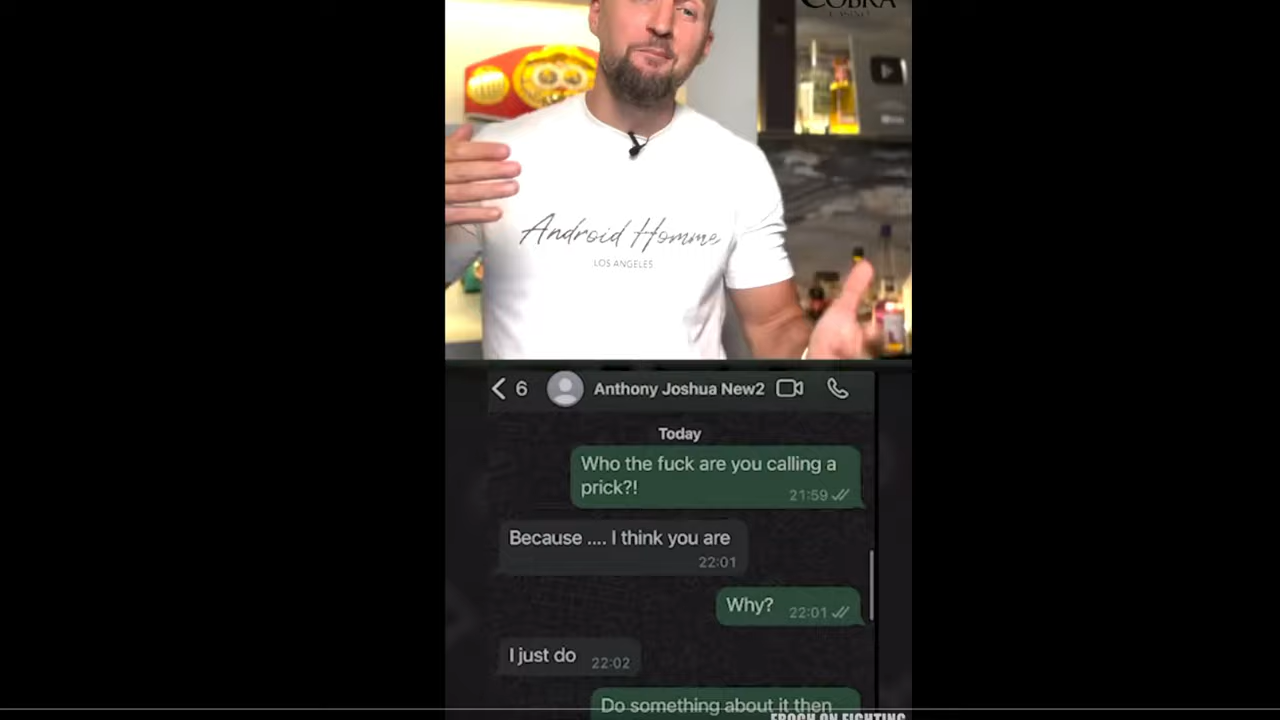 COBRA
CASINO
Android Homme
LOS ANGELES
6 Anthony Joshua New2
Today
Who the fuck are you calling a
prick?!
21:59
Because .... I think you are
22:01
Why? 22:01
I just do 22:02
Do something about it then
EPOCH ON FIGHTING